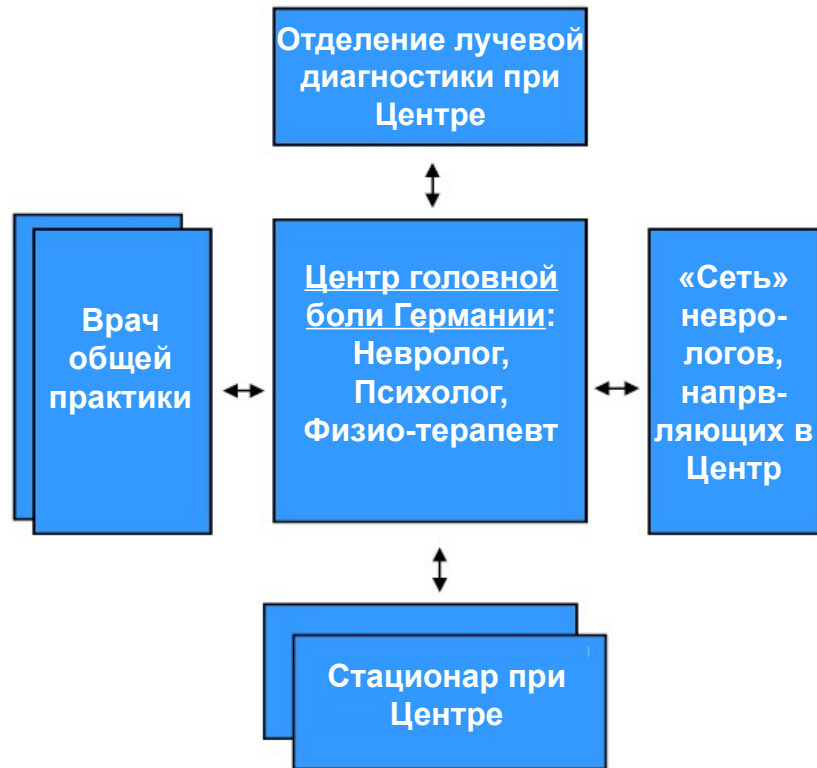 Отделение лучевой
диагностики при
Центре
Врач
общей
практики
Центр головной
боли Германии:
Невролог,
Психолог,
Физио-терапевт
«Сеть»
невро-
логов,
напрв-
ляющих в
Центр
Стационар при
Центре